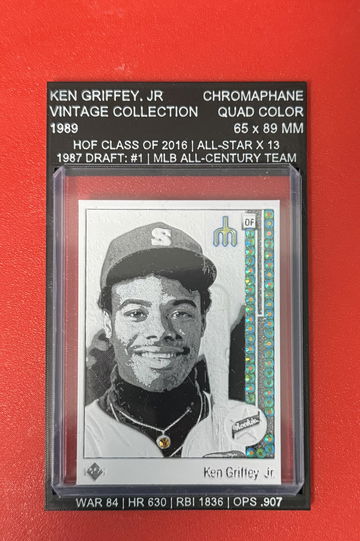 KEN GRIFFEY, JR CHROMAPHANE
VINTAGE COLLECTION QUAD COLOR
1989 65 x 89 MM
HOF CLASS OF 2016 | ALL-STAR X 13
1987 DRAFT: #1 | MLB ALL-CENTURY TEAM
S
OF
Rookie
Ken Griffey Jr.
WAR 84 | HR 630 | RBI 1836 | OPS .907